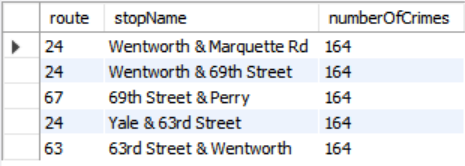 route stopName numberOfCrimes
24 Wentworth & Marquette Rd 164
24 Wentworth & 69th Street 164
67 69th Street & Perry 164
24 Yale & 63rd Street 164
63 63rd Street & Wentworth 164